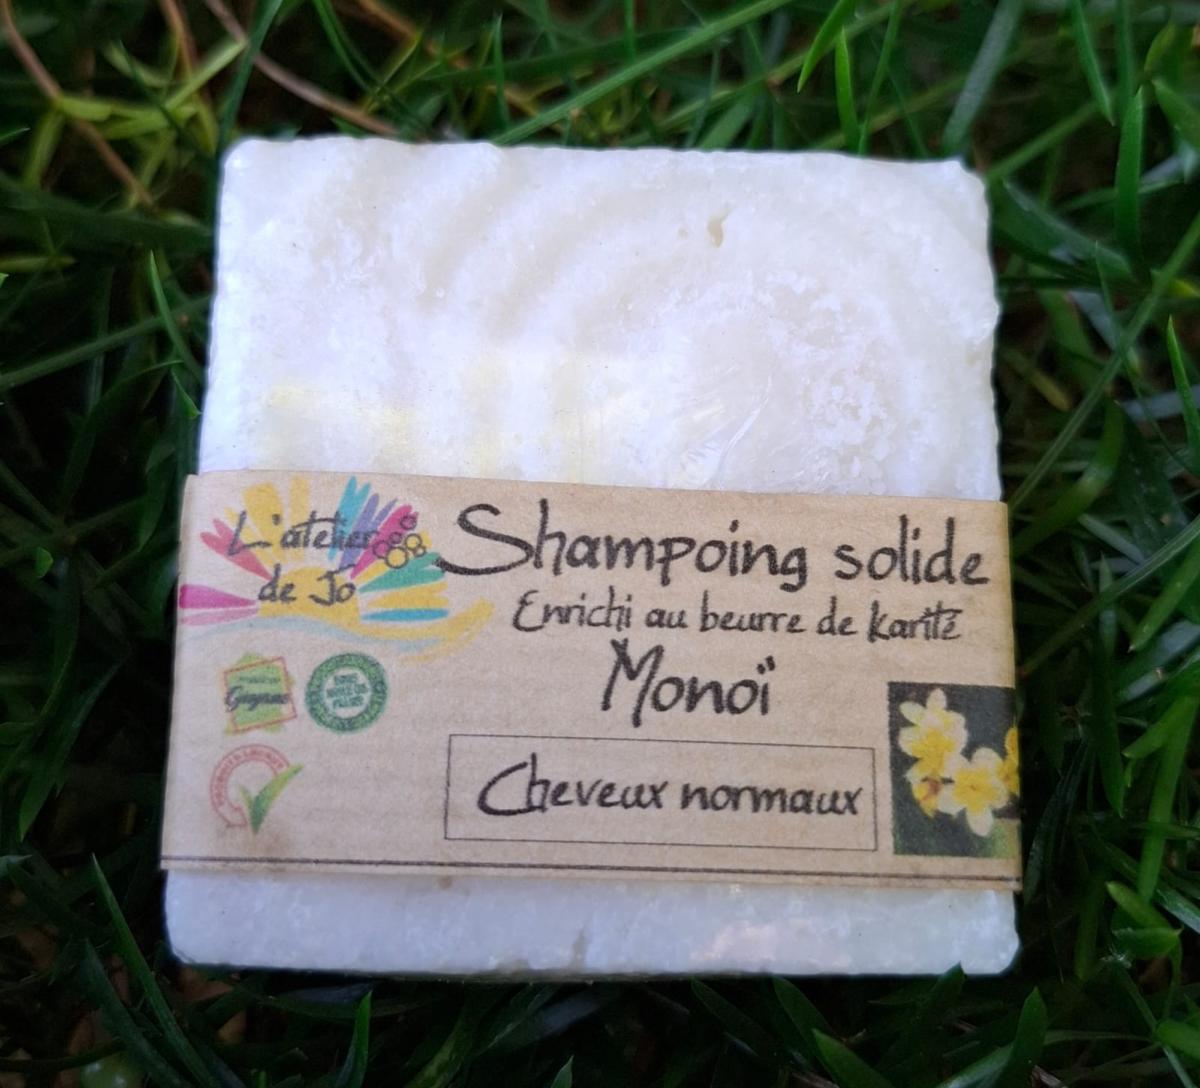 L'atelier
de Jo
Shampoing solide
Enrichi au beurre de karité
Monoï
Cheveux normaux